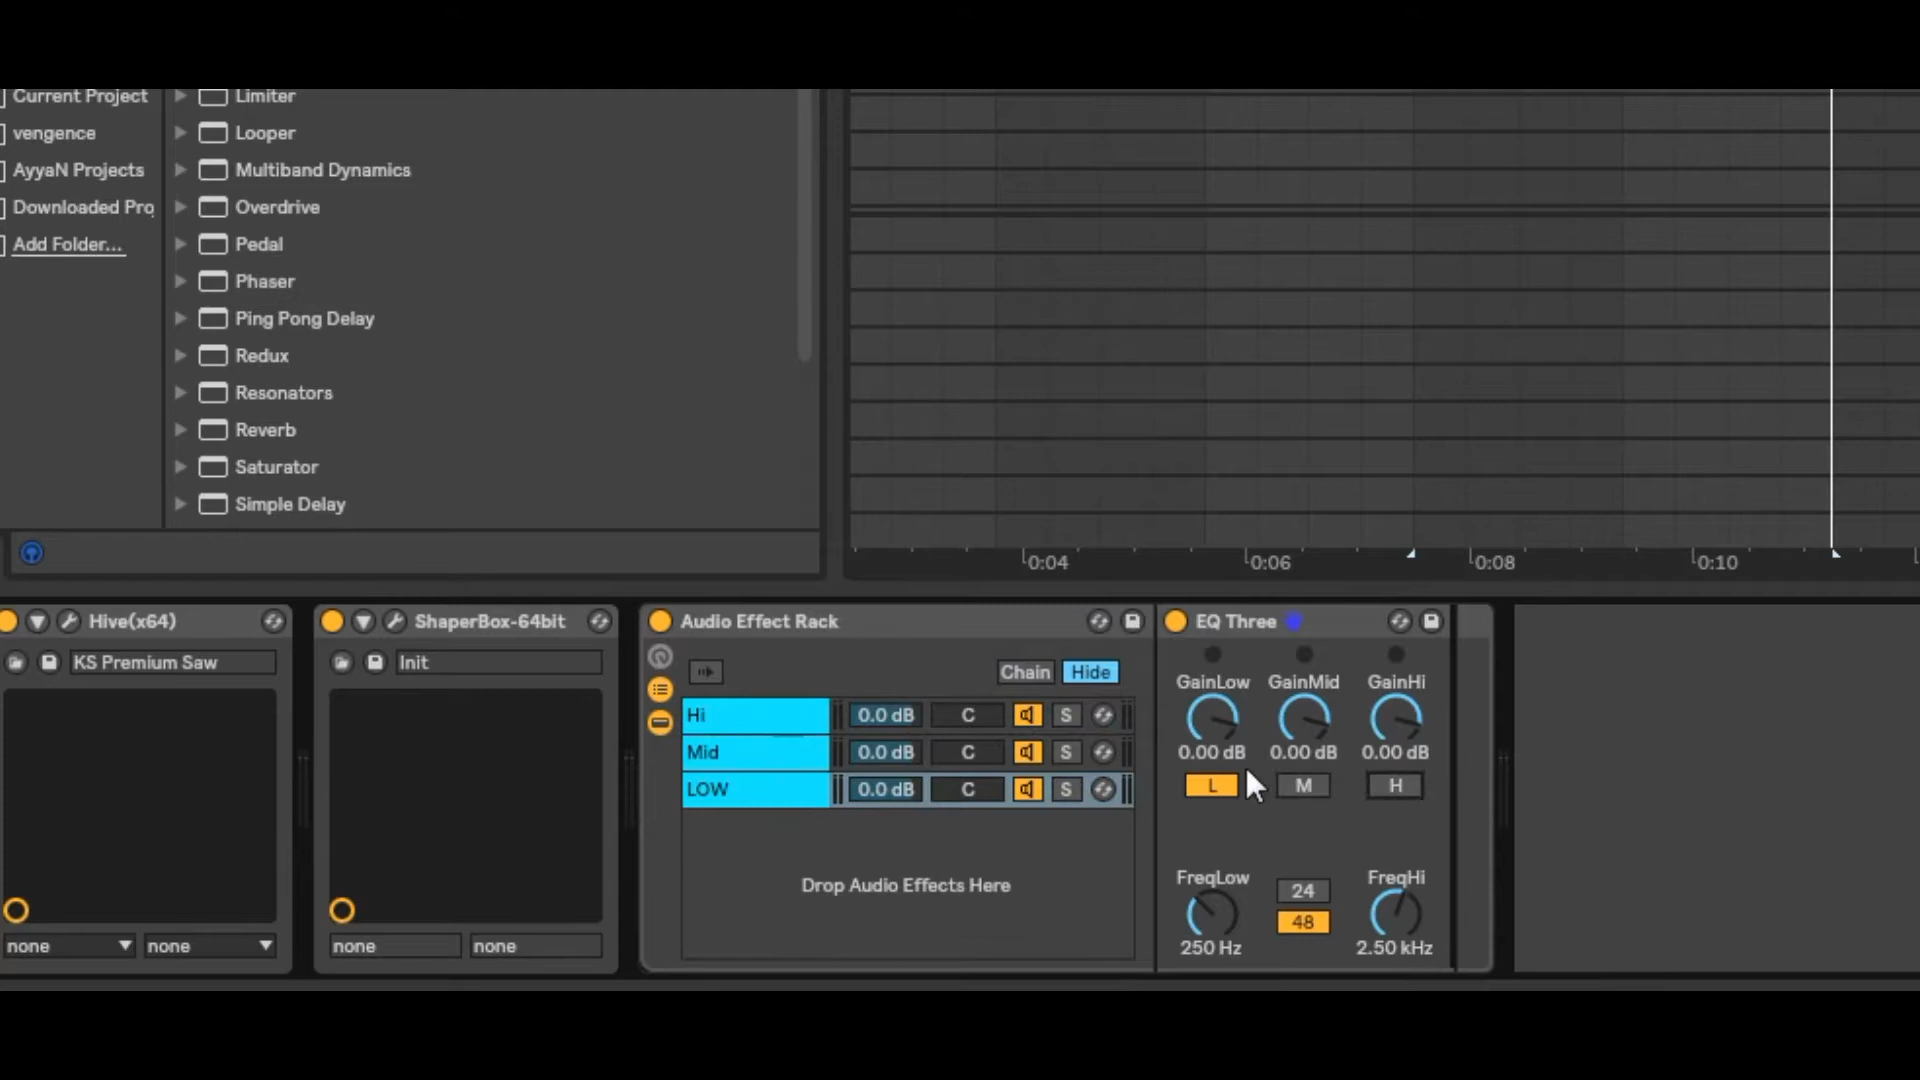 Current Project
vengence
AyyaN Projects
Downloaded Pro
Add Folder...
Limiter
Looper
Multiband Dynamics
Overdrive
Pedal
Phaser
Ping Pong Delay
Redux
Resonators
Reverb
Saturator
Simple Delay
0:04 0:06 0:08 0:10
Hive(x64)
KS Premium Saw
none none
ShaperBox-64bit
Init
none none
Audio Effect Rack
Chain Hide
Hi 0.0 dB C S
Mid 0.0 dB C S
LOW 0.0 dB C S
Drop Audio Effects Here
EQ Three
GainLow GainMid GainHi
0.00 dB 0.00 dB 0.00 dB
L M H
FreqLow 24 FreqHi
48
250 Hz 2.50 kHz